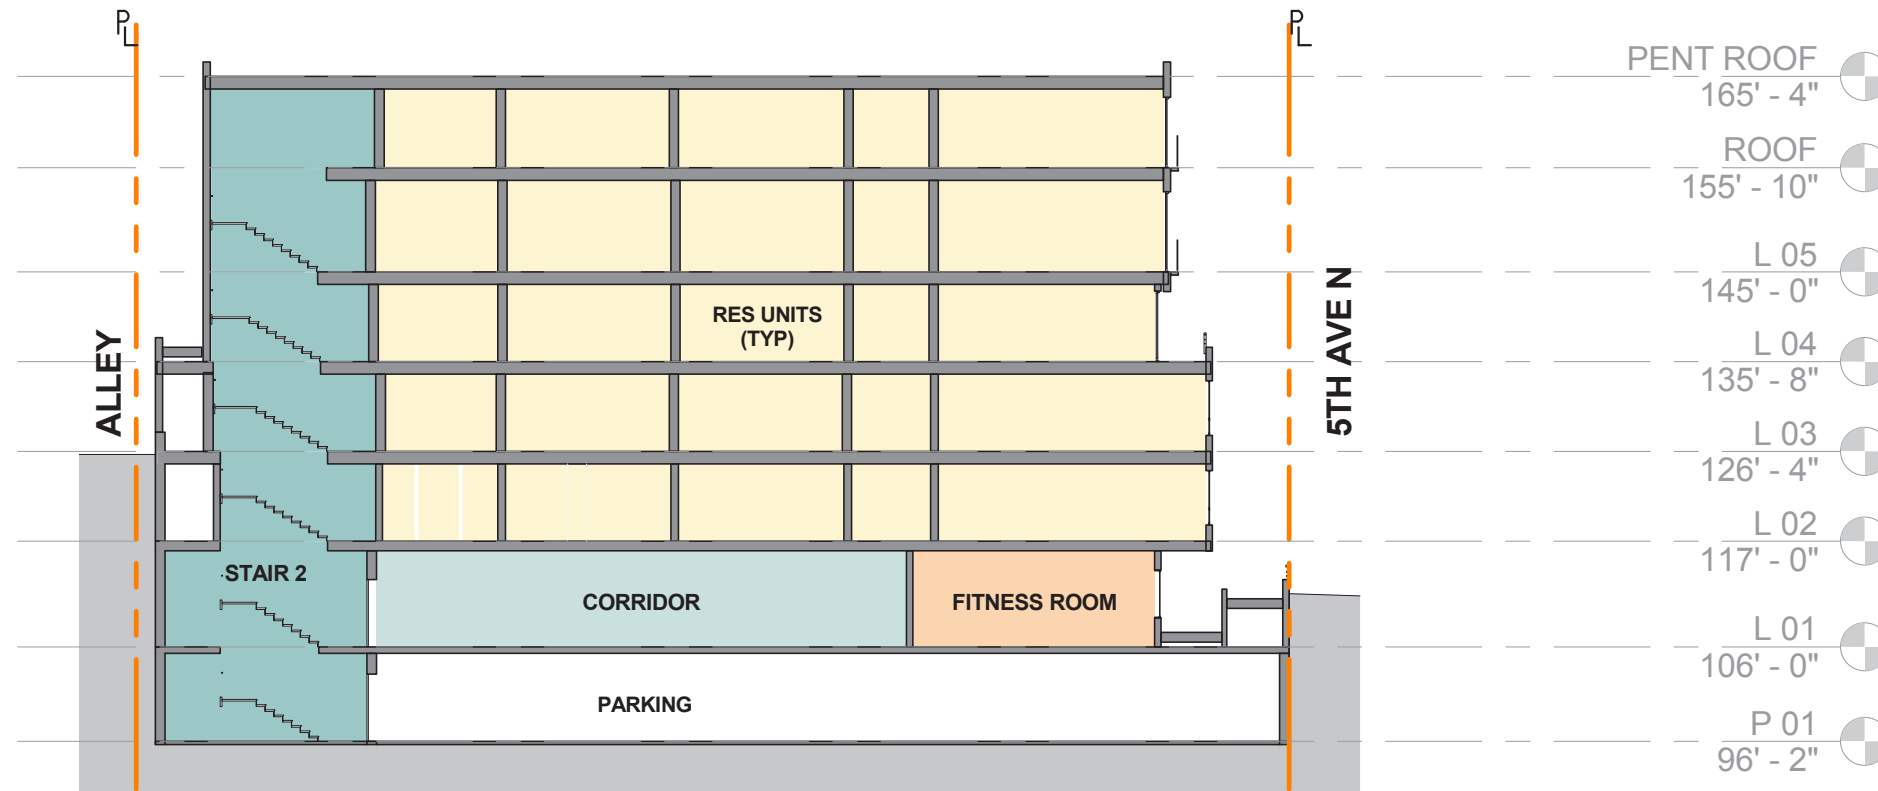 PL
PL
PENT ROOF
165' - 4"
ROOF
155' - 10"
L 05
145' - 0"
RES UNITS
(TYP)
L 04
135' - 8"
ALLEY
5TH AVE N
L 03
126' - 4"
L 02
117' - 0"
STAIR 2
CORRIDOR
FITNESS ROOM
L 01
106' - 0"
PARKING
P 01
96' - 2"